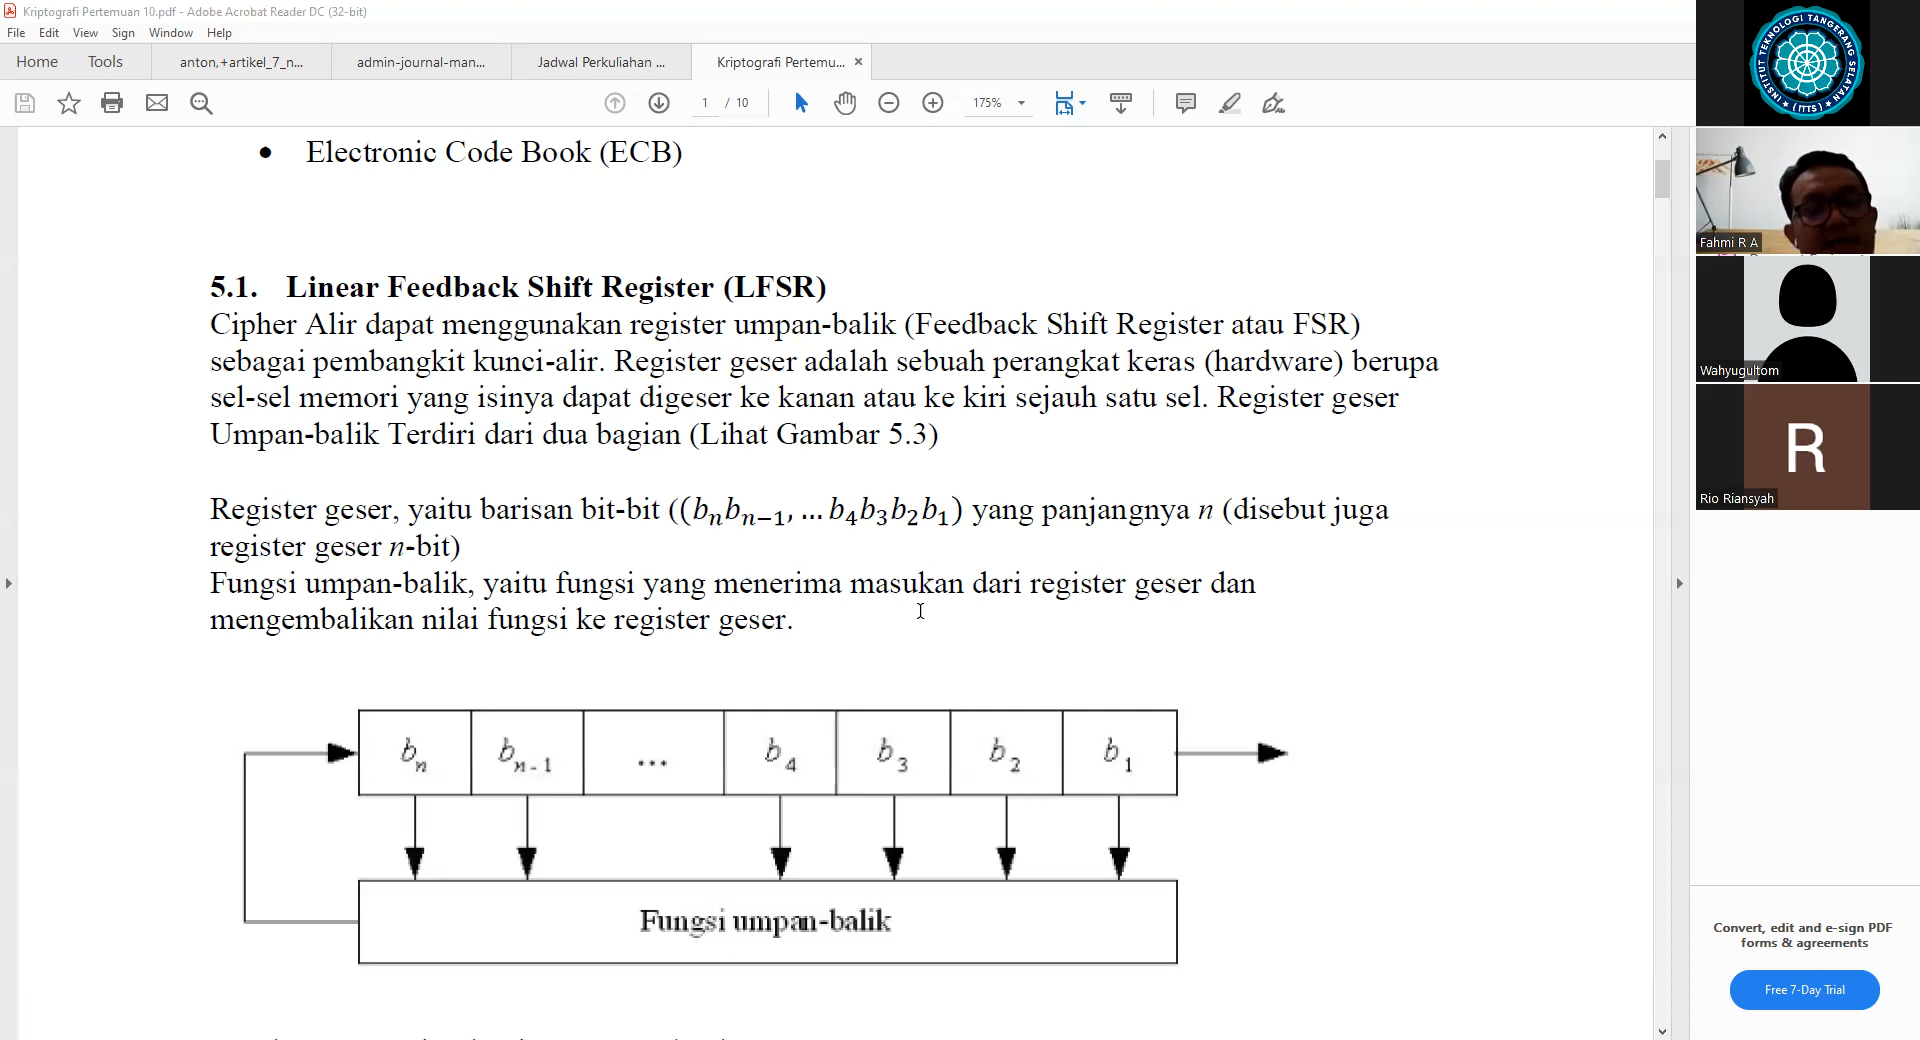 Kriptografi Pertemuan 10.pdf - Adobe Acrobat Reader DC (32-bit)
File Edit View Sign Window Help
Home Tools anton,+artikel_7_n... admin-journal-man... Jadwal Perkuliahan ... Kriptografi Pertemu... ×
1 / 10 175%
• Electronic Code Book (ECB)
5.1. Linear Feedback Shift Register (LFSR)
Cipher Alir dapat menggunakan register umpan-balik (Feedback Shift Register atau FSR)
sebagai pembangkit kunci-alir. Register geser adalah sebuah perangkat keras (hardware) berupa
sel-sel memori yang isinya dapat digeser ke kanan atau ke kiri sejauh satu sel. Register geser
Umpan-balik Terdiri dari dua bagian (Lihat Gambar 5.3)
Register geser, yaitu barisan bit-bit ((bₙbₙ₋₁, … b₄b₃b₂b₁) yang panjangnya n (disebut juga
register geser n-bit)
Fungsi umpan-balik, yaitu fungsi yang menerima masukan dari register geser dan
mengembalikan nilai fungsi ke register geser.
bₙ bₙ₋₁ ... b₄ b₃ b₂ b₁
Fungsi umpan-balik
INSTITUT TEKNOLOGI TANGERANG SELATAN
(ITTS)
Fahmi R A
Wahyugultom
R
Rio Riansyah
Convert, edit and e-sign PDF
forms & agreements
Free 7-Day Trial